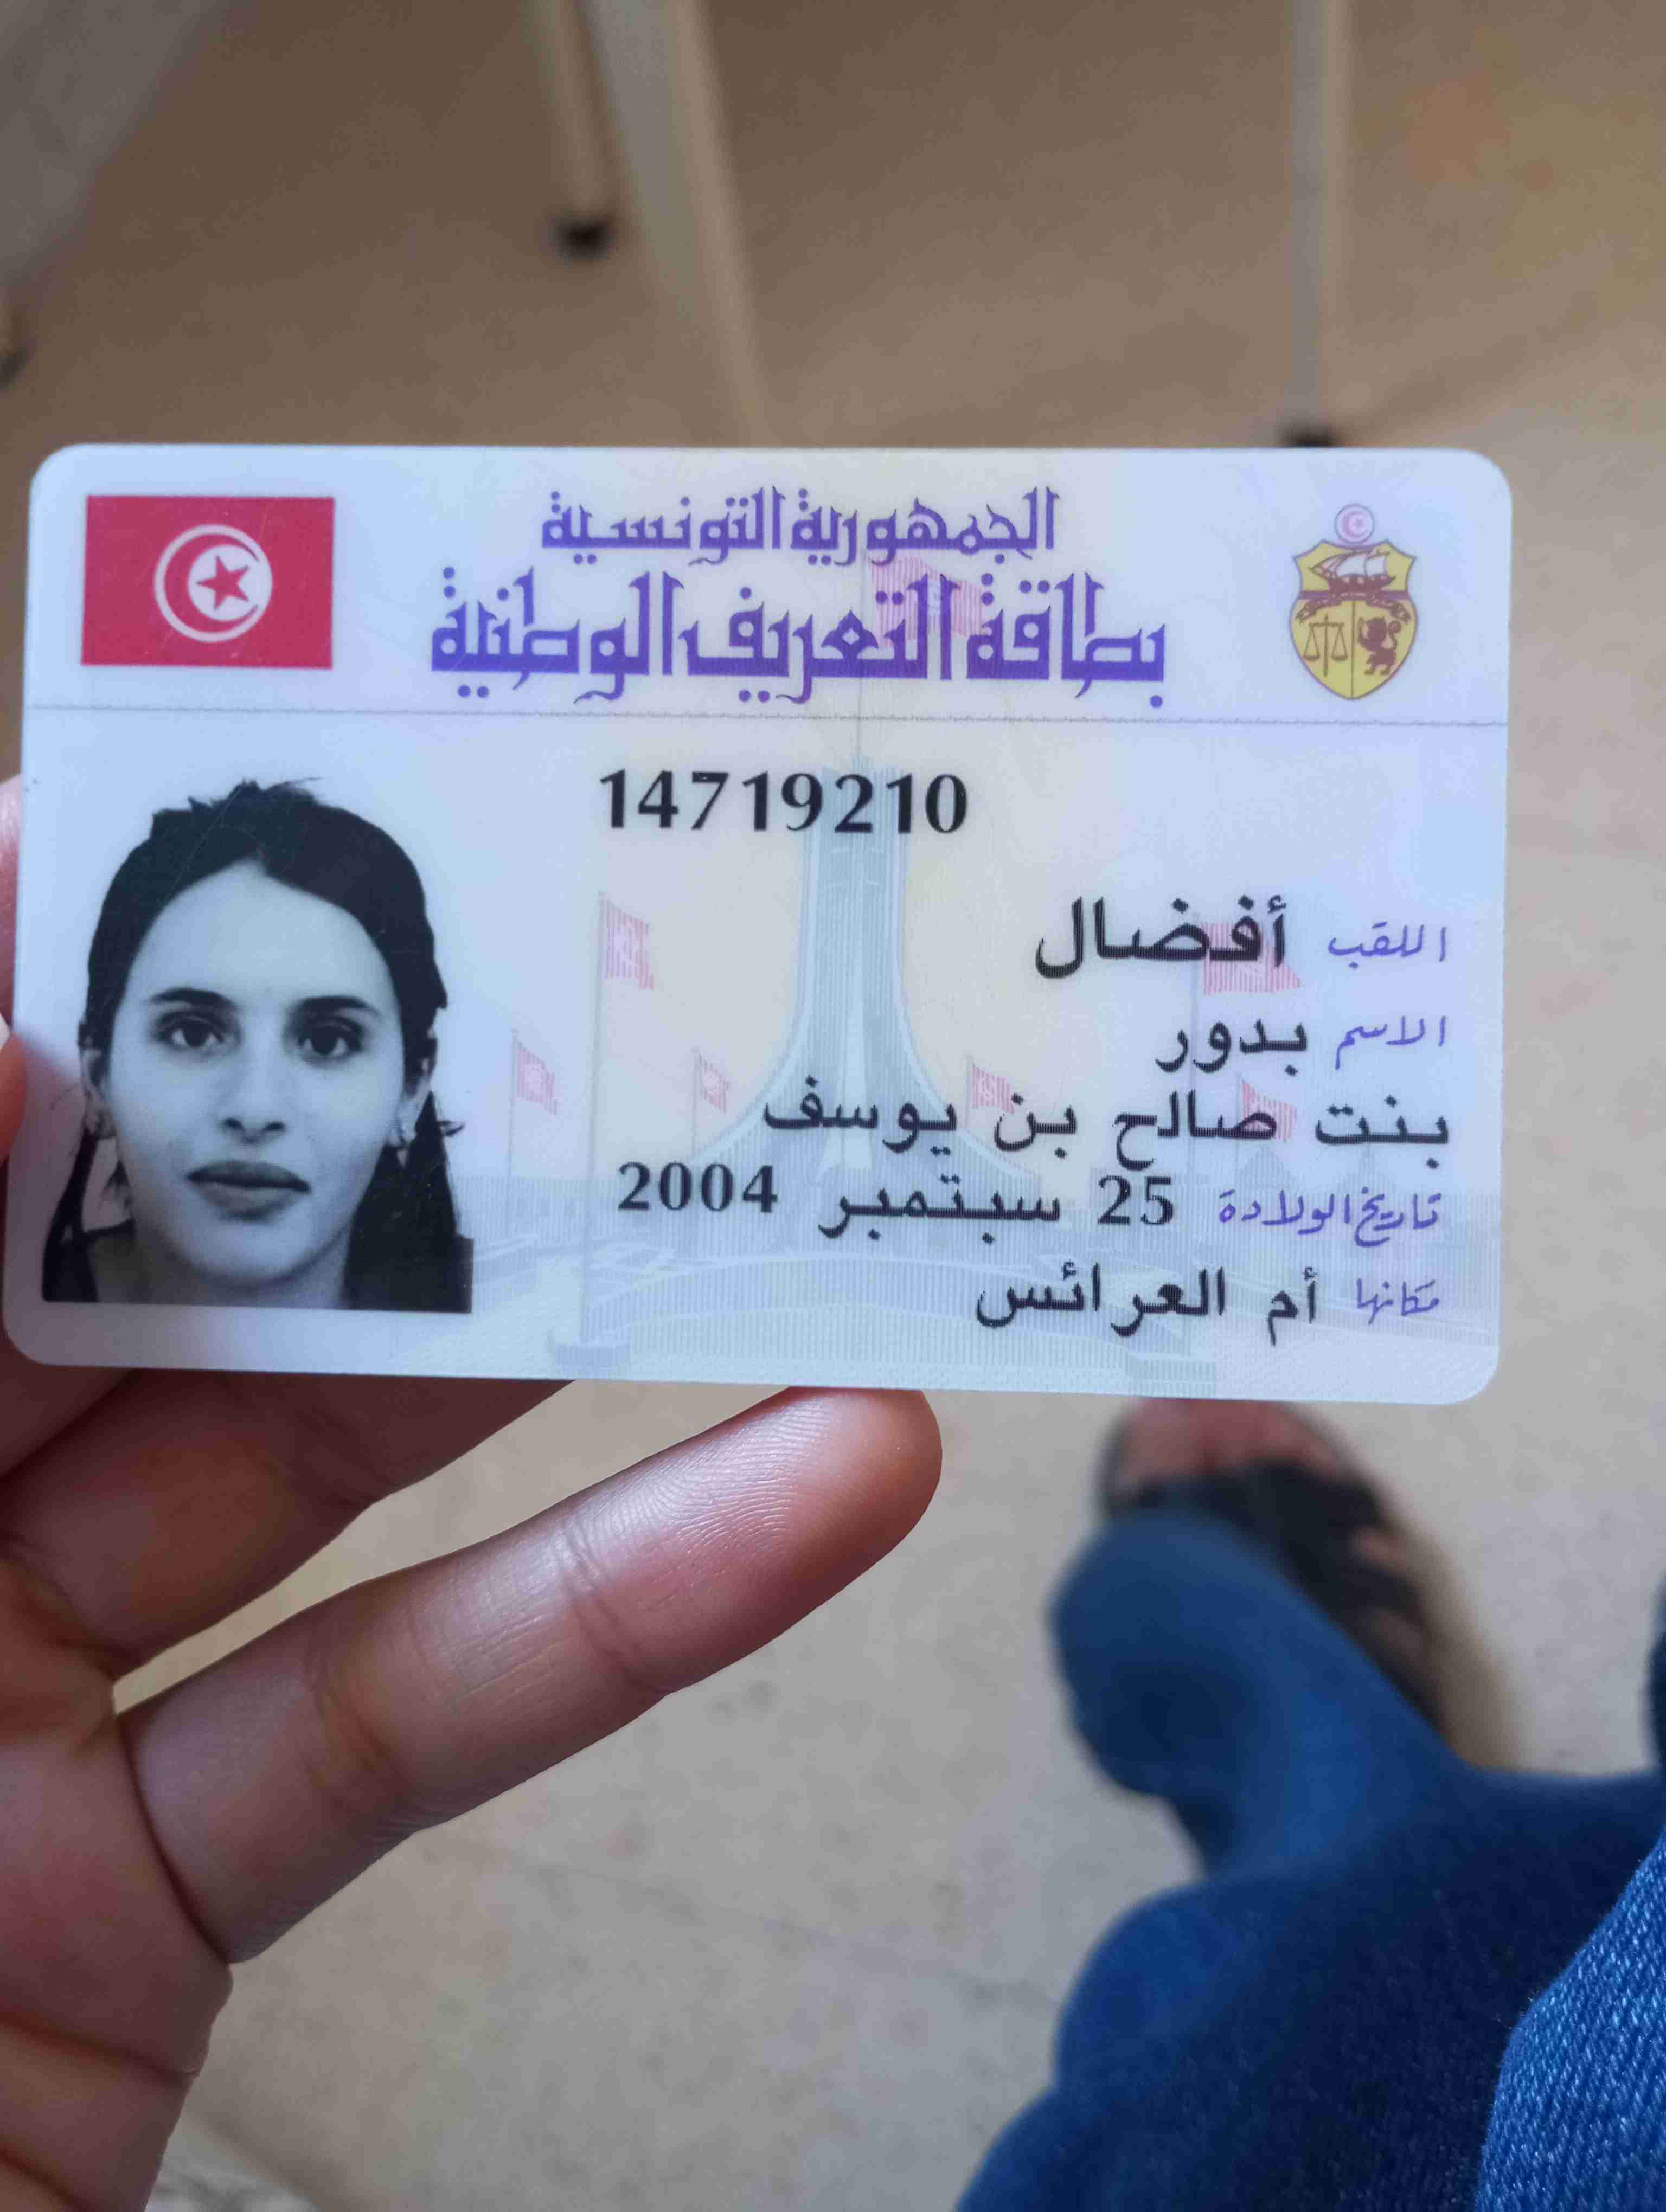 الجمهورية التونسية
بطاقة التعريف الوطنية
14719210
اللقب أفضال
الاسم بدور
بنت صالح بن يوسف
تاريخ الولادة 25 سبتمبر 2004
مكانها أم العرائس